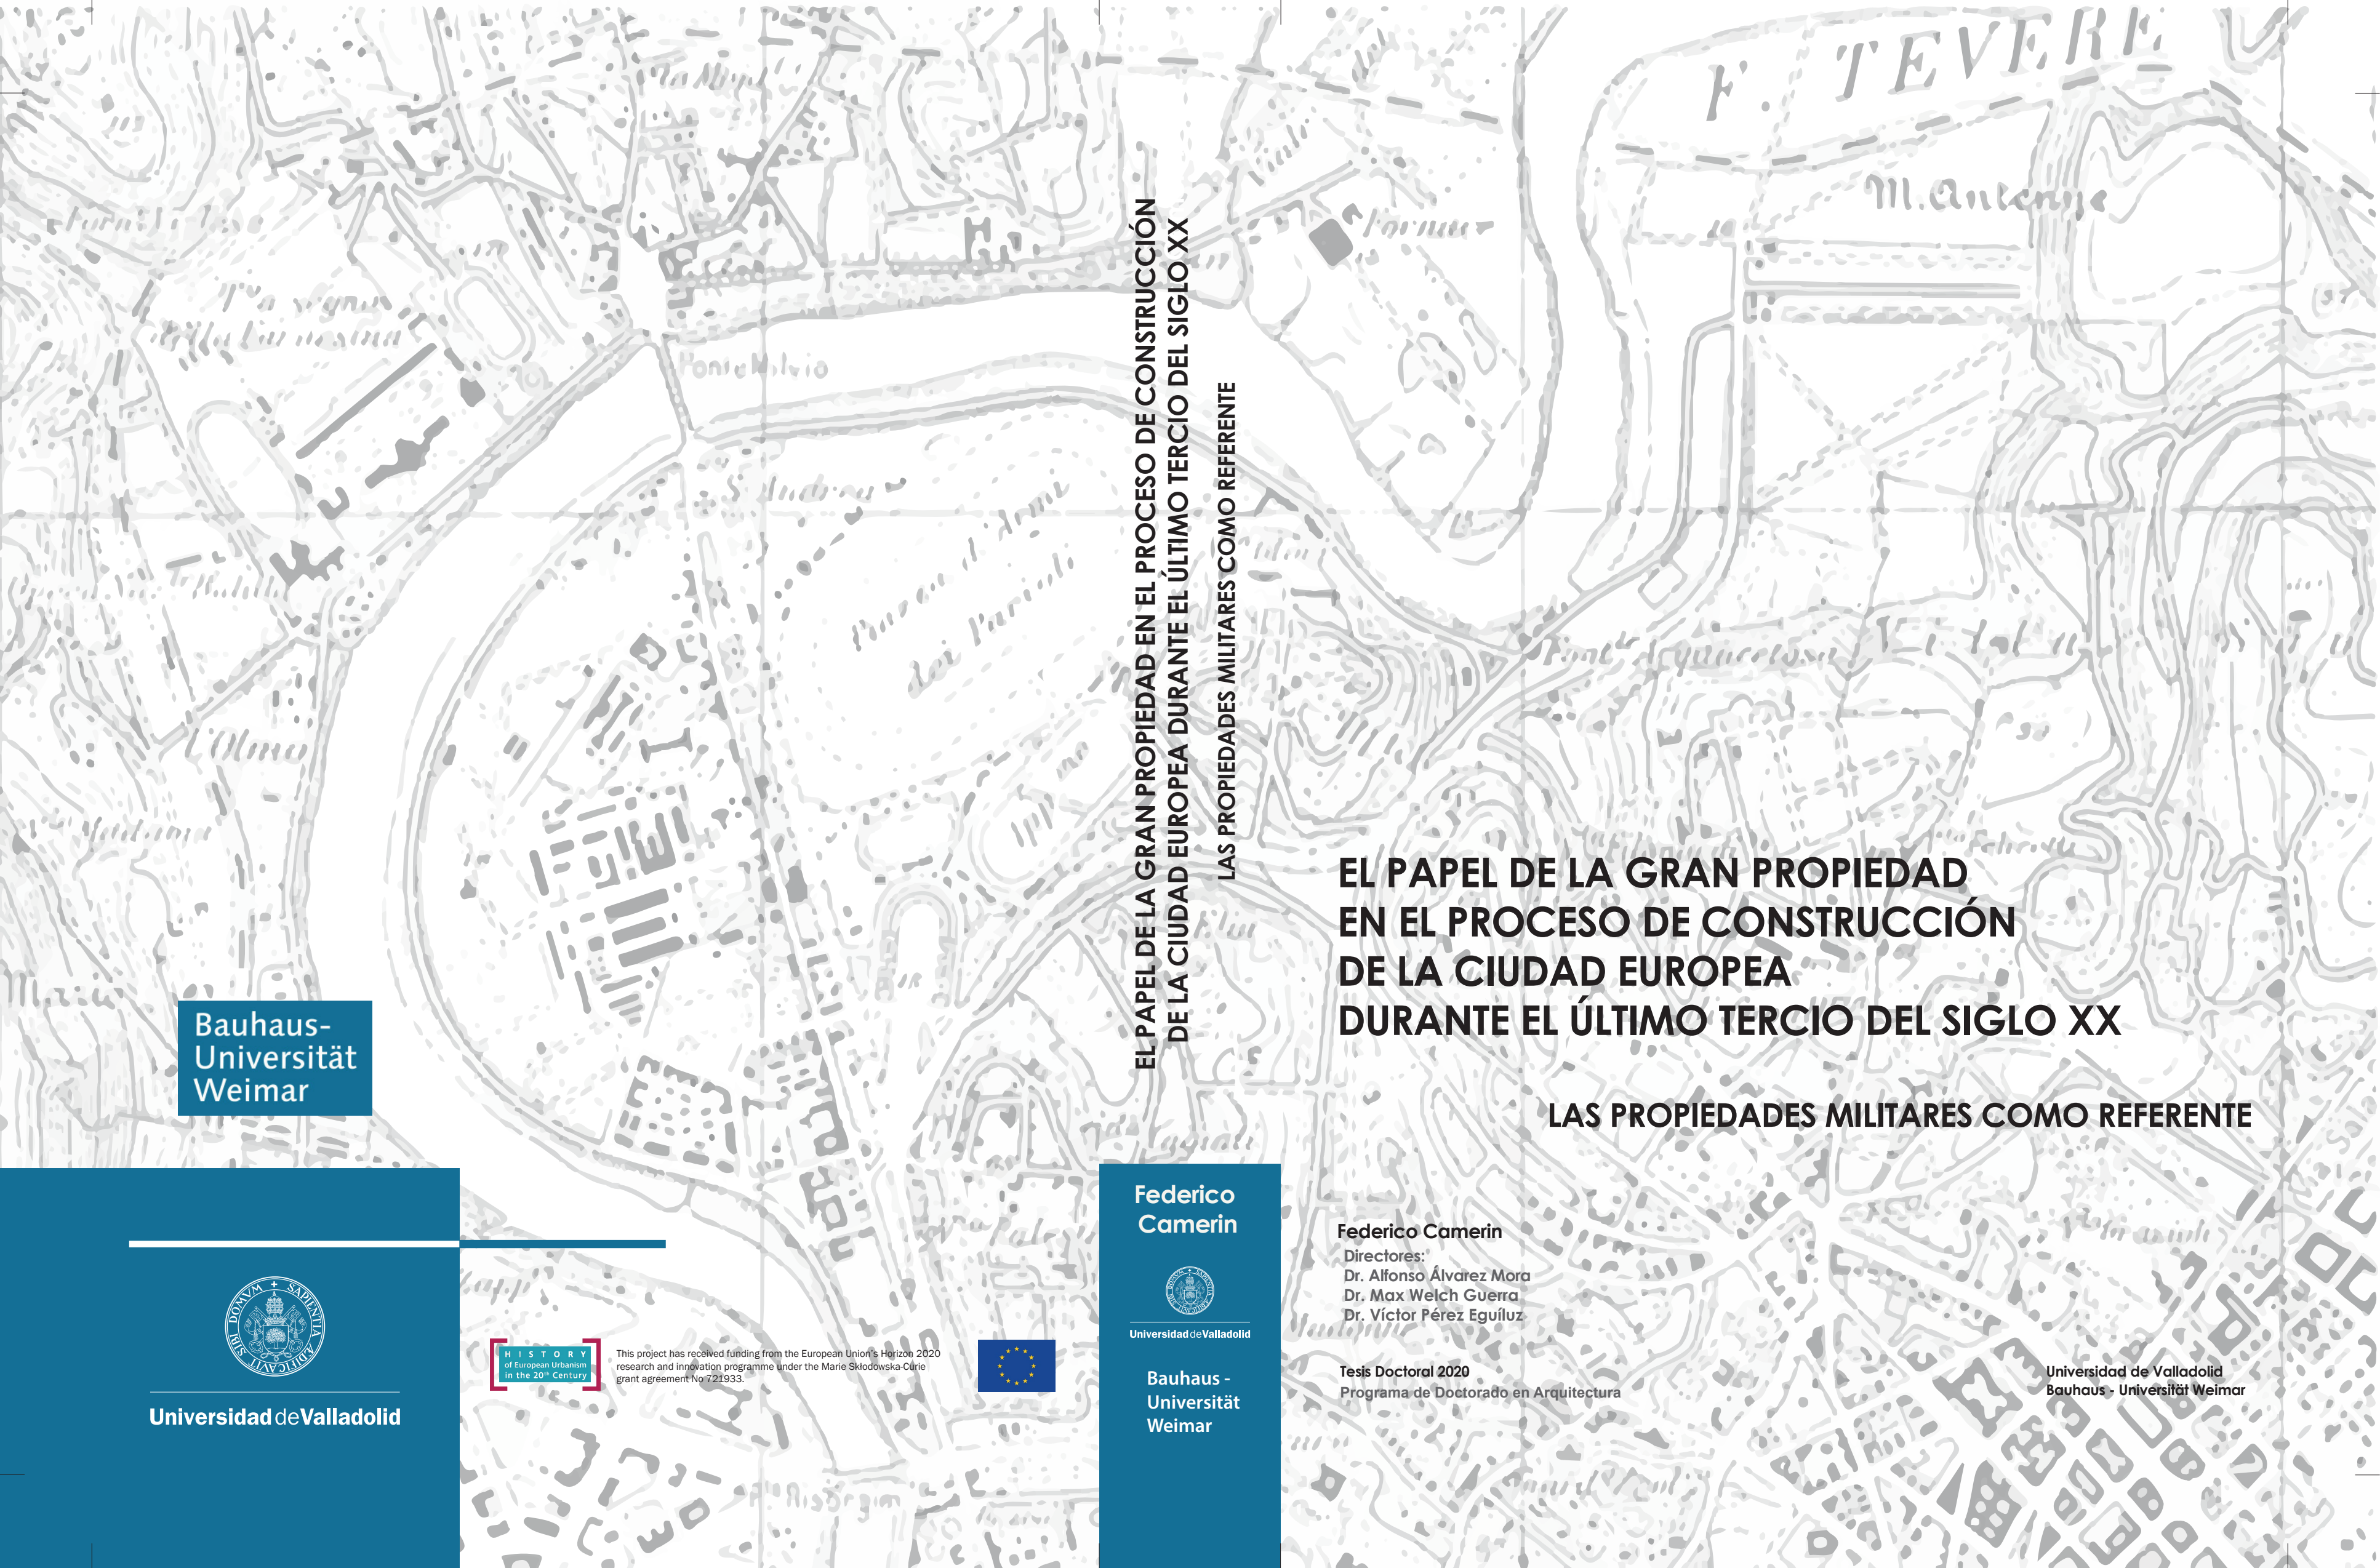 Bauhaus-
Universität
Weimar
SIBI DOMVM SAPIENTIA ÆDIFICAVIT
Universidad deValladolid
HISTORY
of European Urbanism
in the 20th Century
This project has received funding from the European Union's Horizon 2020
research and innovation programme under the Marie Skłodowska-Curie
grant agreement No 721933.
EL PAPEL DE LA GRAN PROPIEDAD EN EL PROCESO DE CONSTRUCCIÓN
DE LA CIUDAD EUROPEA DURANTE EL ÚLTIMO TERCIO DEL SIGLO XX
LAS PROPIEDADES MILITARES COMO REFERENTE
Federico
Camerin
Universidad deValladolid
Bauhaus -
Universität
Weimar
F. TEVERE
M. Antenne
EL PAPEL DE LA GRAN PROPIEDAD
EN EL PROCESO DE CONSTRUCCIÓN
DE LA CIUDAD EUROPEA
DURANTE EL ÚLTIMO TERCIO DEL SIGLO XX
LAS PROPIEDADES MILITARES COMO REFERENTE
Federico Camerin
Directores:
Dr. Alfonso Álvarez Mora
Dr. Max Welch Guerra
Dr. Víctor Pérez Eguíluz
Tesis Doctoral 2020
Programa de Doctorado en Arquitectura
Universidad de Valladolid
Bauhaus - Universität Weimar